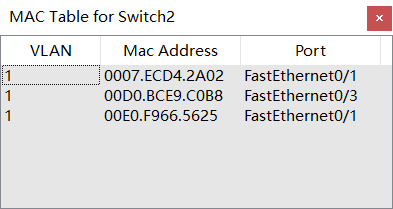 MAC Table for Switch2
VLAN Mac Address Port
1 0007.ECD4.2A02 FastEthernet0/1
1 00D0.BCE9.C0B8 FastEthernet0/3
1 00E0.F966.5625 FastEthernet0/1